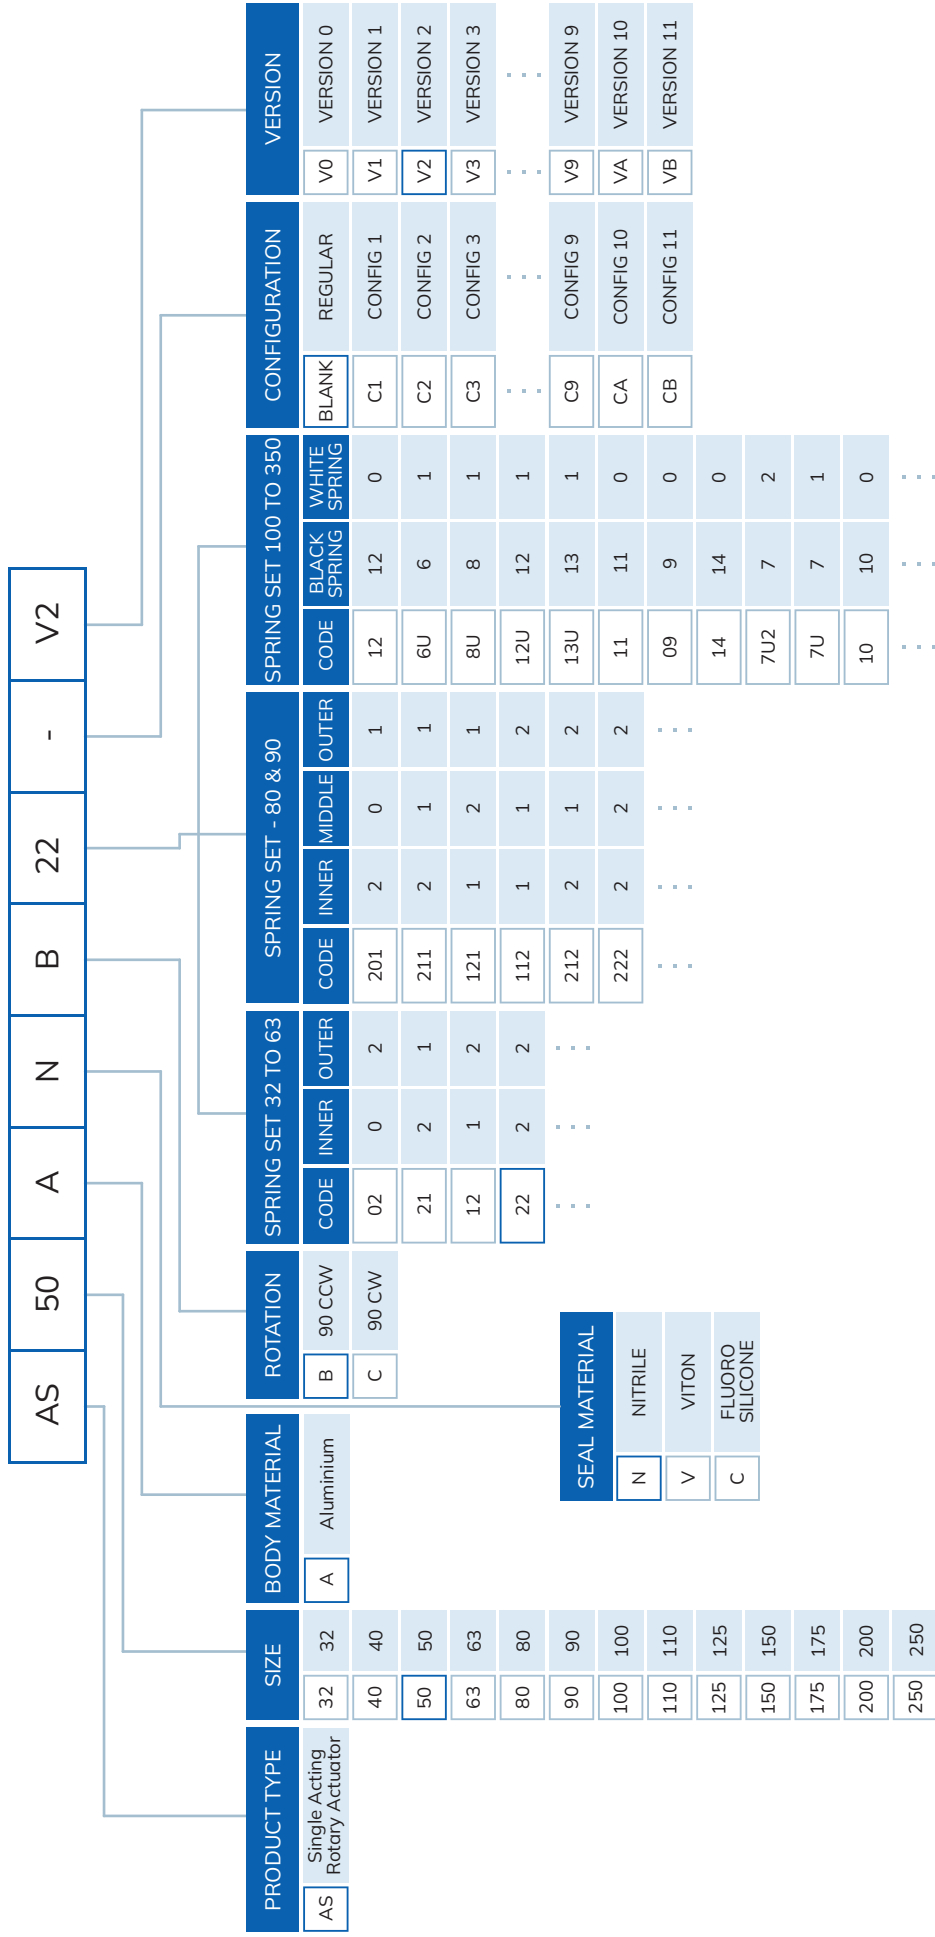 AS 50 A N B 22 - V2
PRODUCT TYPE
AS Single Acting
Rotary Actuator
SIZE
32 32
40 40
50 50
63 63
80 80
90 90
100 100
110 110
125 125
150 150
175 175
200 200
250 250
BODY MATERIAL
A Aluminium
SEAL MATERIAL
N NITRILE
V VITON
C FLUORO
SILICONE
ROTATION
B 90 CCW
C 90 CW
SPRING SET 32 TO 63
CODE INNER OUTER
02 0 2
21 2 1
12 1 2
22 2 2
. . .
SPRING SET - 80 & 90
CODE INNER MIDDLE OUTER
201 2 0 1
211 2 1 1
121 1 2 1
112 1 1 2
212 2 1 2
222 2 2 2
. . .
SPRING SET 100 TO 350
CODE BLACK
SPRING WHITE
SPRING
12 12 0
6U 6 1
8U 8 1
12U 12 1
13U 13 1
11 11 0
09 9 0
14 14 0
7U2 7 2
7U 7 1
10 10 0
. . .
CONFIGURATION
BLANK REGULAR
C1 CONFIG 1
C2 CONFIG 2
C3 CONFIG 3
. . .
C9 CONFIG 9
CA CONFIG 10
CB CONFIG 11
VERSION
V0 VERSION 0
V1 VERSION 1
V2 VERSION 2
V3 VERSION 3
. . .
V9 VERSION 9
VA VERSION 10
VB VERSION 11